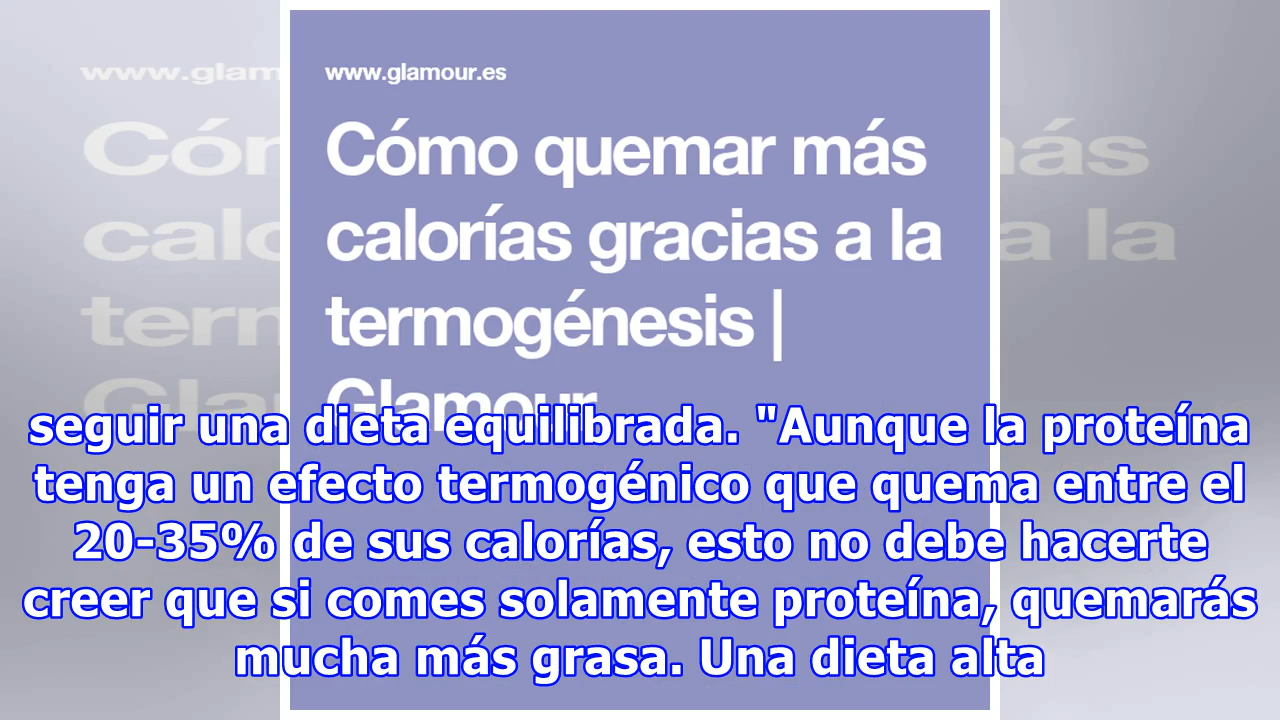 www.glamour.es
Cómo quemar más
calorías gracias a la
termogénesis |
Glamour
seguir una dieta equilibrada. "Aunque la proteína
tenga un efecto termogénico que quema entre el
20-35% de sus calorías, esto no debe hacerte
creer que si comes solamente proteína, quemarás
mucha más grasa. Una dieta alta